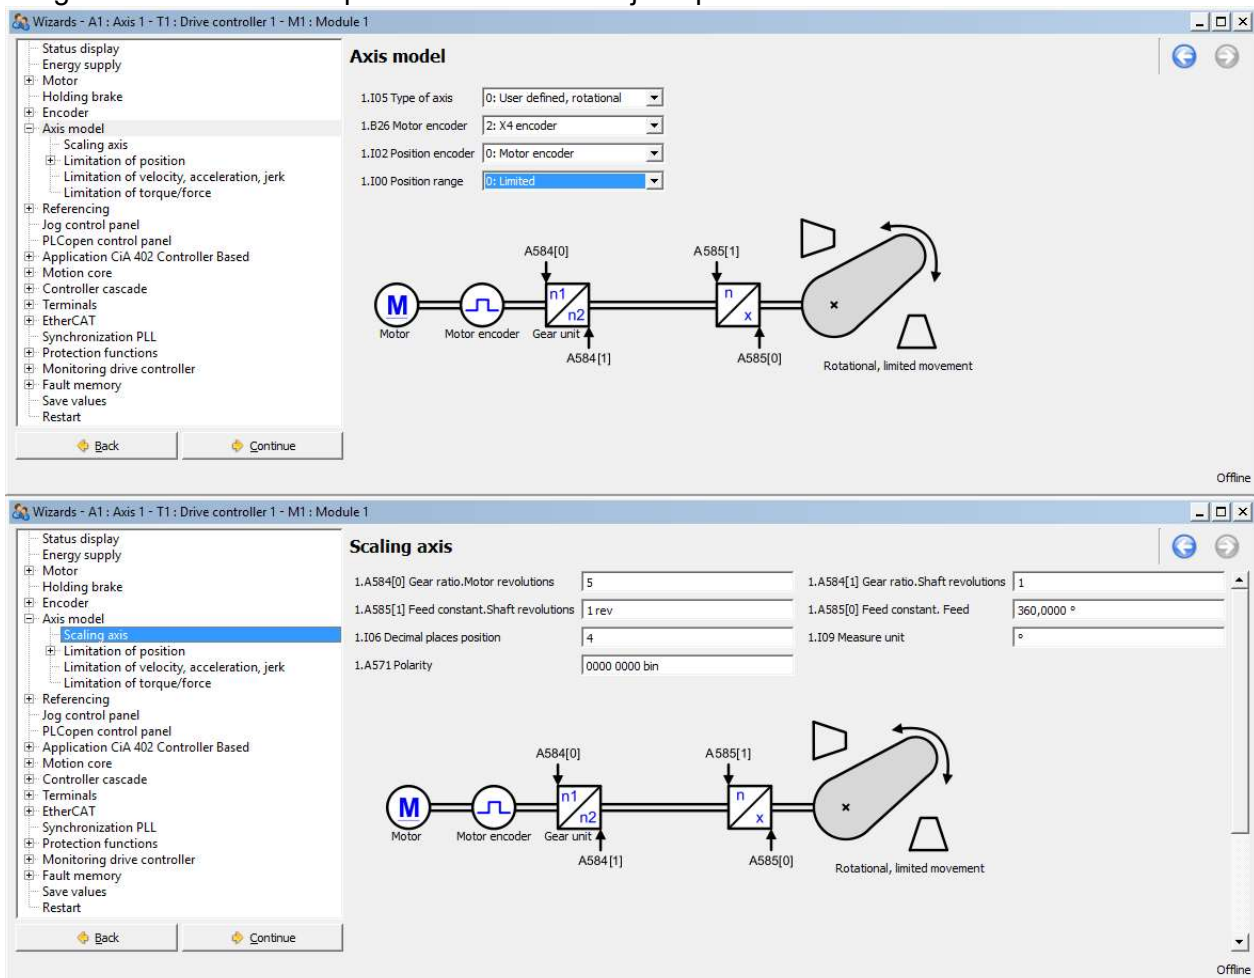 Wizards - A1 : Axis 1 - T1 : Drive controller 1 - M1 : Module 1
Status display
Energy supply
Motor
Holding brake
Encoder
Axis model
Scaling axis
Limitation of position
Limitation of velocity, acceleration, jerk
Limitation of torque/force
Referencing
Jog control panel
PLCopen control panel
Application CiA 402 Controller Based
Motion core
Controller cascade
Terminals
EtherCAT
Synchronization PLL
Protection functions
Monitoring drive controller
Fault memory
Save values
Restart
Back
Continue
Axis model
1.I05 Type of axis 0: User defined, rotational
1.B26 Motor encoder 2: X4 encoder
1.I02 Position encoder 0: Motor encoder
1.I00 Position range 0: Limited
A584[0] A585[1]
M n1 n2 n x
Motor Motor encoder Gear unit
A584[1] A585[0]
Rotational, limited movement
Offline
Wizards - A1 : Axis 1 - T1 : Drive controller 1 - M1 : Module 1
Status display
Energy supply
Motor
Holding brake
Encoder
Axis model
Scaling axis
Limitation of position
Limitation of velocity, acceleration, jerk
Limitation of torque/force
Referencing
Jog control panel
PLCopen control panel
Application CiA 402 Controller Based
Motion core
Controller cascade
Terminals
EtherCAT
Synchronization PLL
Protection functions
Monitoring drive controller
Fault memory
Save values
Restart
Back
Continue
Scaling axis
1.A584[0] Gear ratio.Motor revolutions 5 1.A584[1] Gear ratio.Shaft revolutions 1
1.A585[1] Feed constant.Shaft revolutions 1 rev 1.A585[0] Feed constant. Feed 360,0000 °
1.I06 Decimal places position 4 1.I09 Measure unit °
1.A571 Polarity 0000 0000 bin
A584[0] A585[1]
M n1 n2 n x
Motor Motor encoder Gear unit
A584[1] A585[0]
Rotational, limited movement
Offline